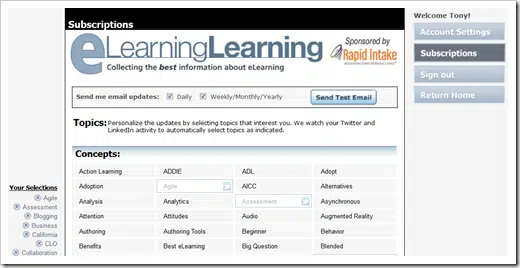 Subscriptions
eLearningLearning
Collecting the best information about eLearning
Sponsored by
Rapid Intake
Send me email updates: Daily Weekly/Monthly/Yearly Send Test Email
Topics: Personalize the updates by selecting topics that interest you. We watch your Twitter and
LinkedIn activity to automatically select topics as indicated.
Concepts:
Action Learning ADDIE ADL Adopt
Adoption Agile AICC Alternatives
Analysis Analytics Assessment Asynchronous
Attention Attitudes Audio Augmented Reality
Authoring Authoring Tools Beginner Behavior
Benefits Best eLearning Big Question Blended
Your Selections
Agile
Assessment
Blogging
Business
California
CLO
Collaboration
Welcome Tony!
Account Settings
Subscriptions
Sign out
Return Home